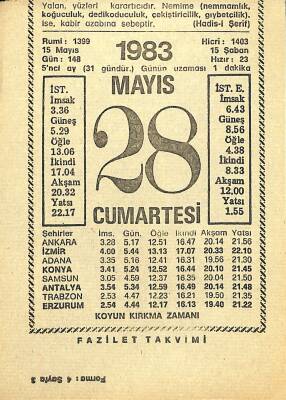 Yalan, yüzleri karartıcıdır. Nemime (nemmamlık,
koğuculuk, dedikoduculuk, çekiştiricilik, gıybetçilik).
ise, kabir azabına sebeptir. (Hadis-i Şerif)
Rumi : 1399
15 Mayıs
Gün : 148
1983
Hicri : 1403
15 Şaban
Hızır : 23
5'nci ay (31 gündür.) Günün uzaması 1 dakika
MAYIS
28
CUMARTESİ
İST.
İmsak
3.36
Güneş
5.29
Öğle
13.06
İkindi
17.04
Akşam
20.32
Yatsı
22.17
İST. E.
İmsak
6.43
Güneş
8.56
Öğle
4.38
İkindi
8.33
Akşam
12.00
Yatsı
1.55
Şehirler İms. Gün. Öğle İkindi Akşam Yatsı
ANKARA 3.28 5.17 12.51 16.47 20.14 21.56
İZMİR 4.00 5.44 13.13 17.07 20.33 22.10
ADANA 3.35 5.16 12.41 16.31 19.56 21.30
KONYA 3.41 5.24 12.52 16.44 20.10 21.45
SAMSUN 3.05 4.59 12.37 16.35 20.04 21.50
ANTALYA 3.54 5.34 12.59 16.49 20.14 21.48
TRABZON 2.53 4.47 12.23 16.21 19.50 21.35
ERZURUM 2.54 4.44 12.17 16.13 19.40 21.22
KOYUN KIRKMA ZAMANI
FAZİLET TAKVİMİ
Forma : 4 Sayfa 3